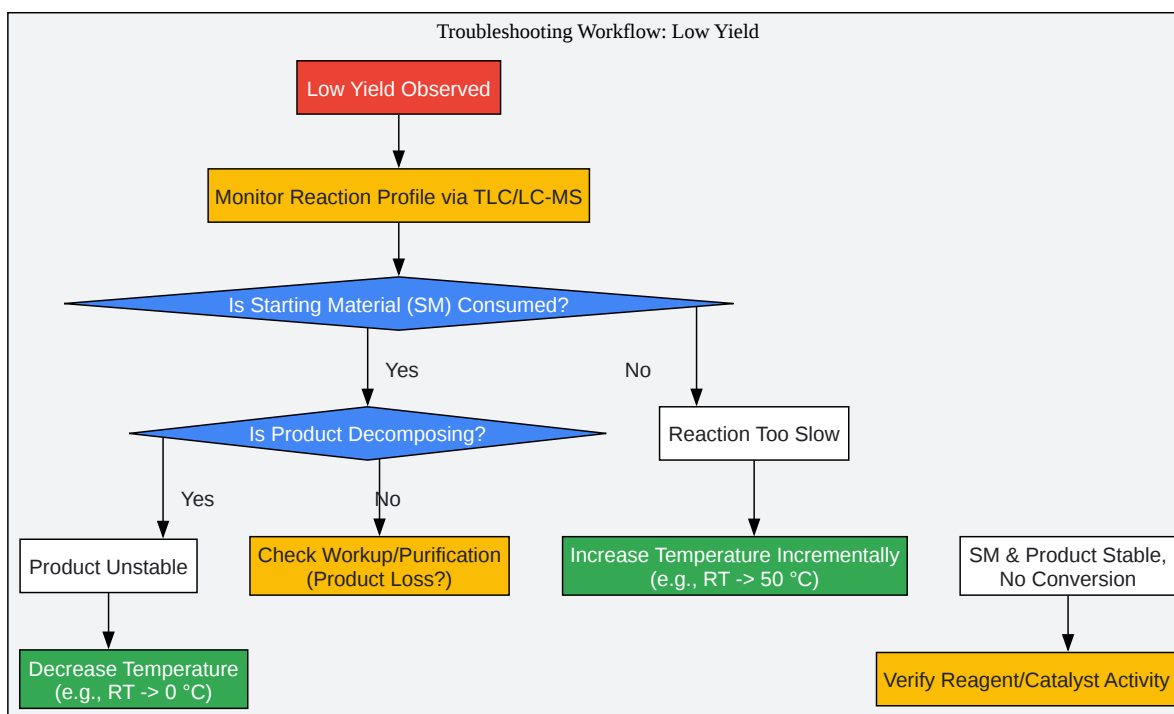 Troubleshooting Workflow: Low Yield
Low Yield Observed
Monitor Reaction Profile via TLC/LC-MS
Is Starting Material (SM) Consumed?
Yes
No
Is Product Decomposing?
Reaction Too Slow
Yes
No
Product Unstable
Check Workup/Purification
(Product Loss?)
Increase Temperature Incrementally
(e.g., RT -> 50 °C)
SM & Product Stable,
No Conversion
Decrease Temperature
(e.g., RT -> 0 °C)
Verify Reagent/Catalyst Activity